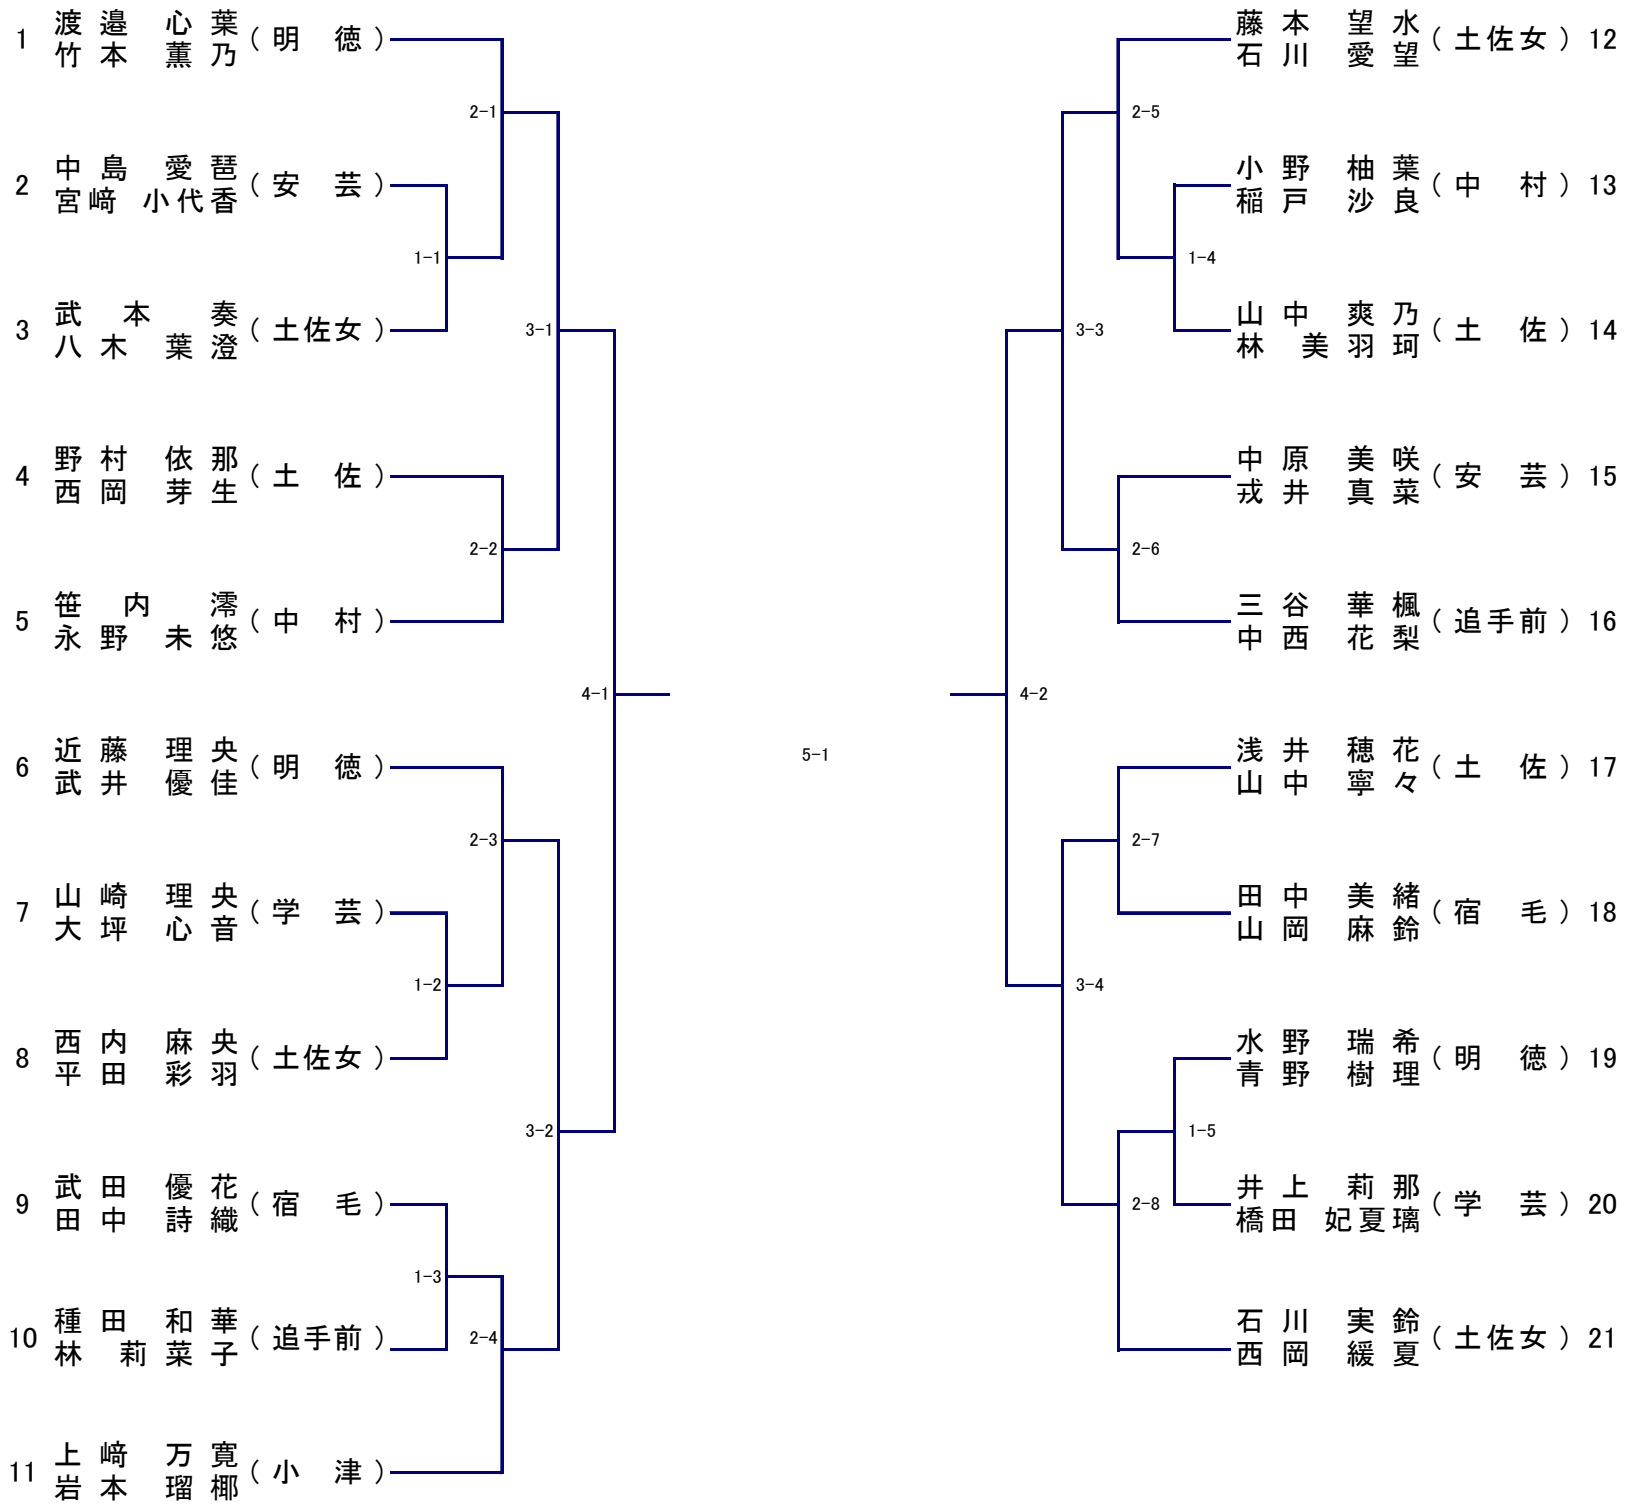 1 渡邉 心葉
竹本 薫乃 (明徳)
2 中島 愛琶
宮﨑 小代香 (安芸)
3 武本 奏
八木 葉澄 (土佐女)
4 野村 依那
西岡 芽生 (土佐)
5 笹内 澪
永野 未悠 (中村)
6 近藤 理央
武井 優佳 (明徳)
7 山崎 理央
大坪 心音 (学芸)
8 西内 麻央
平田 彩羽 (土佐女)
9 武田 優花
田中 詩織 (宿毛)
10 種田 和華
林 莉菜子 (追手前)
11 上﨑 万寛
岩本 瑠椰 (小津)
2-1
1-1
3-1
2-2
4-1
2-3
1-2
3-2
1-3
2-4
5-1
藤本 望水
石川 愛望 (土佐女) 12
小野 柚葉
稲戸 沙良 (中村) 13
山中 爽乃
林 美羽珂 (土佐) 14
中原 美咲
戎井 真菜 (安芸) 15
三谷 華楓
中西 花梨 (追手前) 16
浅井 穂花
山中 寧々 (土佐) 17
田中 美緒
山岡 麻鈴 (宿毛) 18
水野 瑞希
青野 樹理 (明徳) 19
井上 莉那
橋田 妃夏璃 (学芸) 20
石川 実鈴
西岡 緩夏 (土佐女) 21
2-5
1-4
3-3
2-6
4-2
2-7
3-4
1-5
2-8